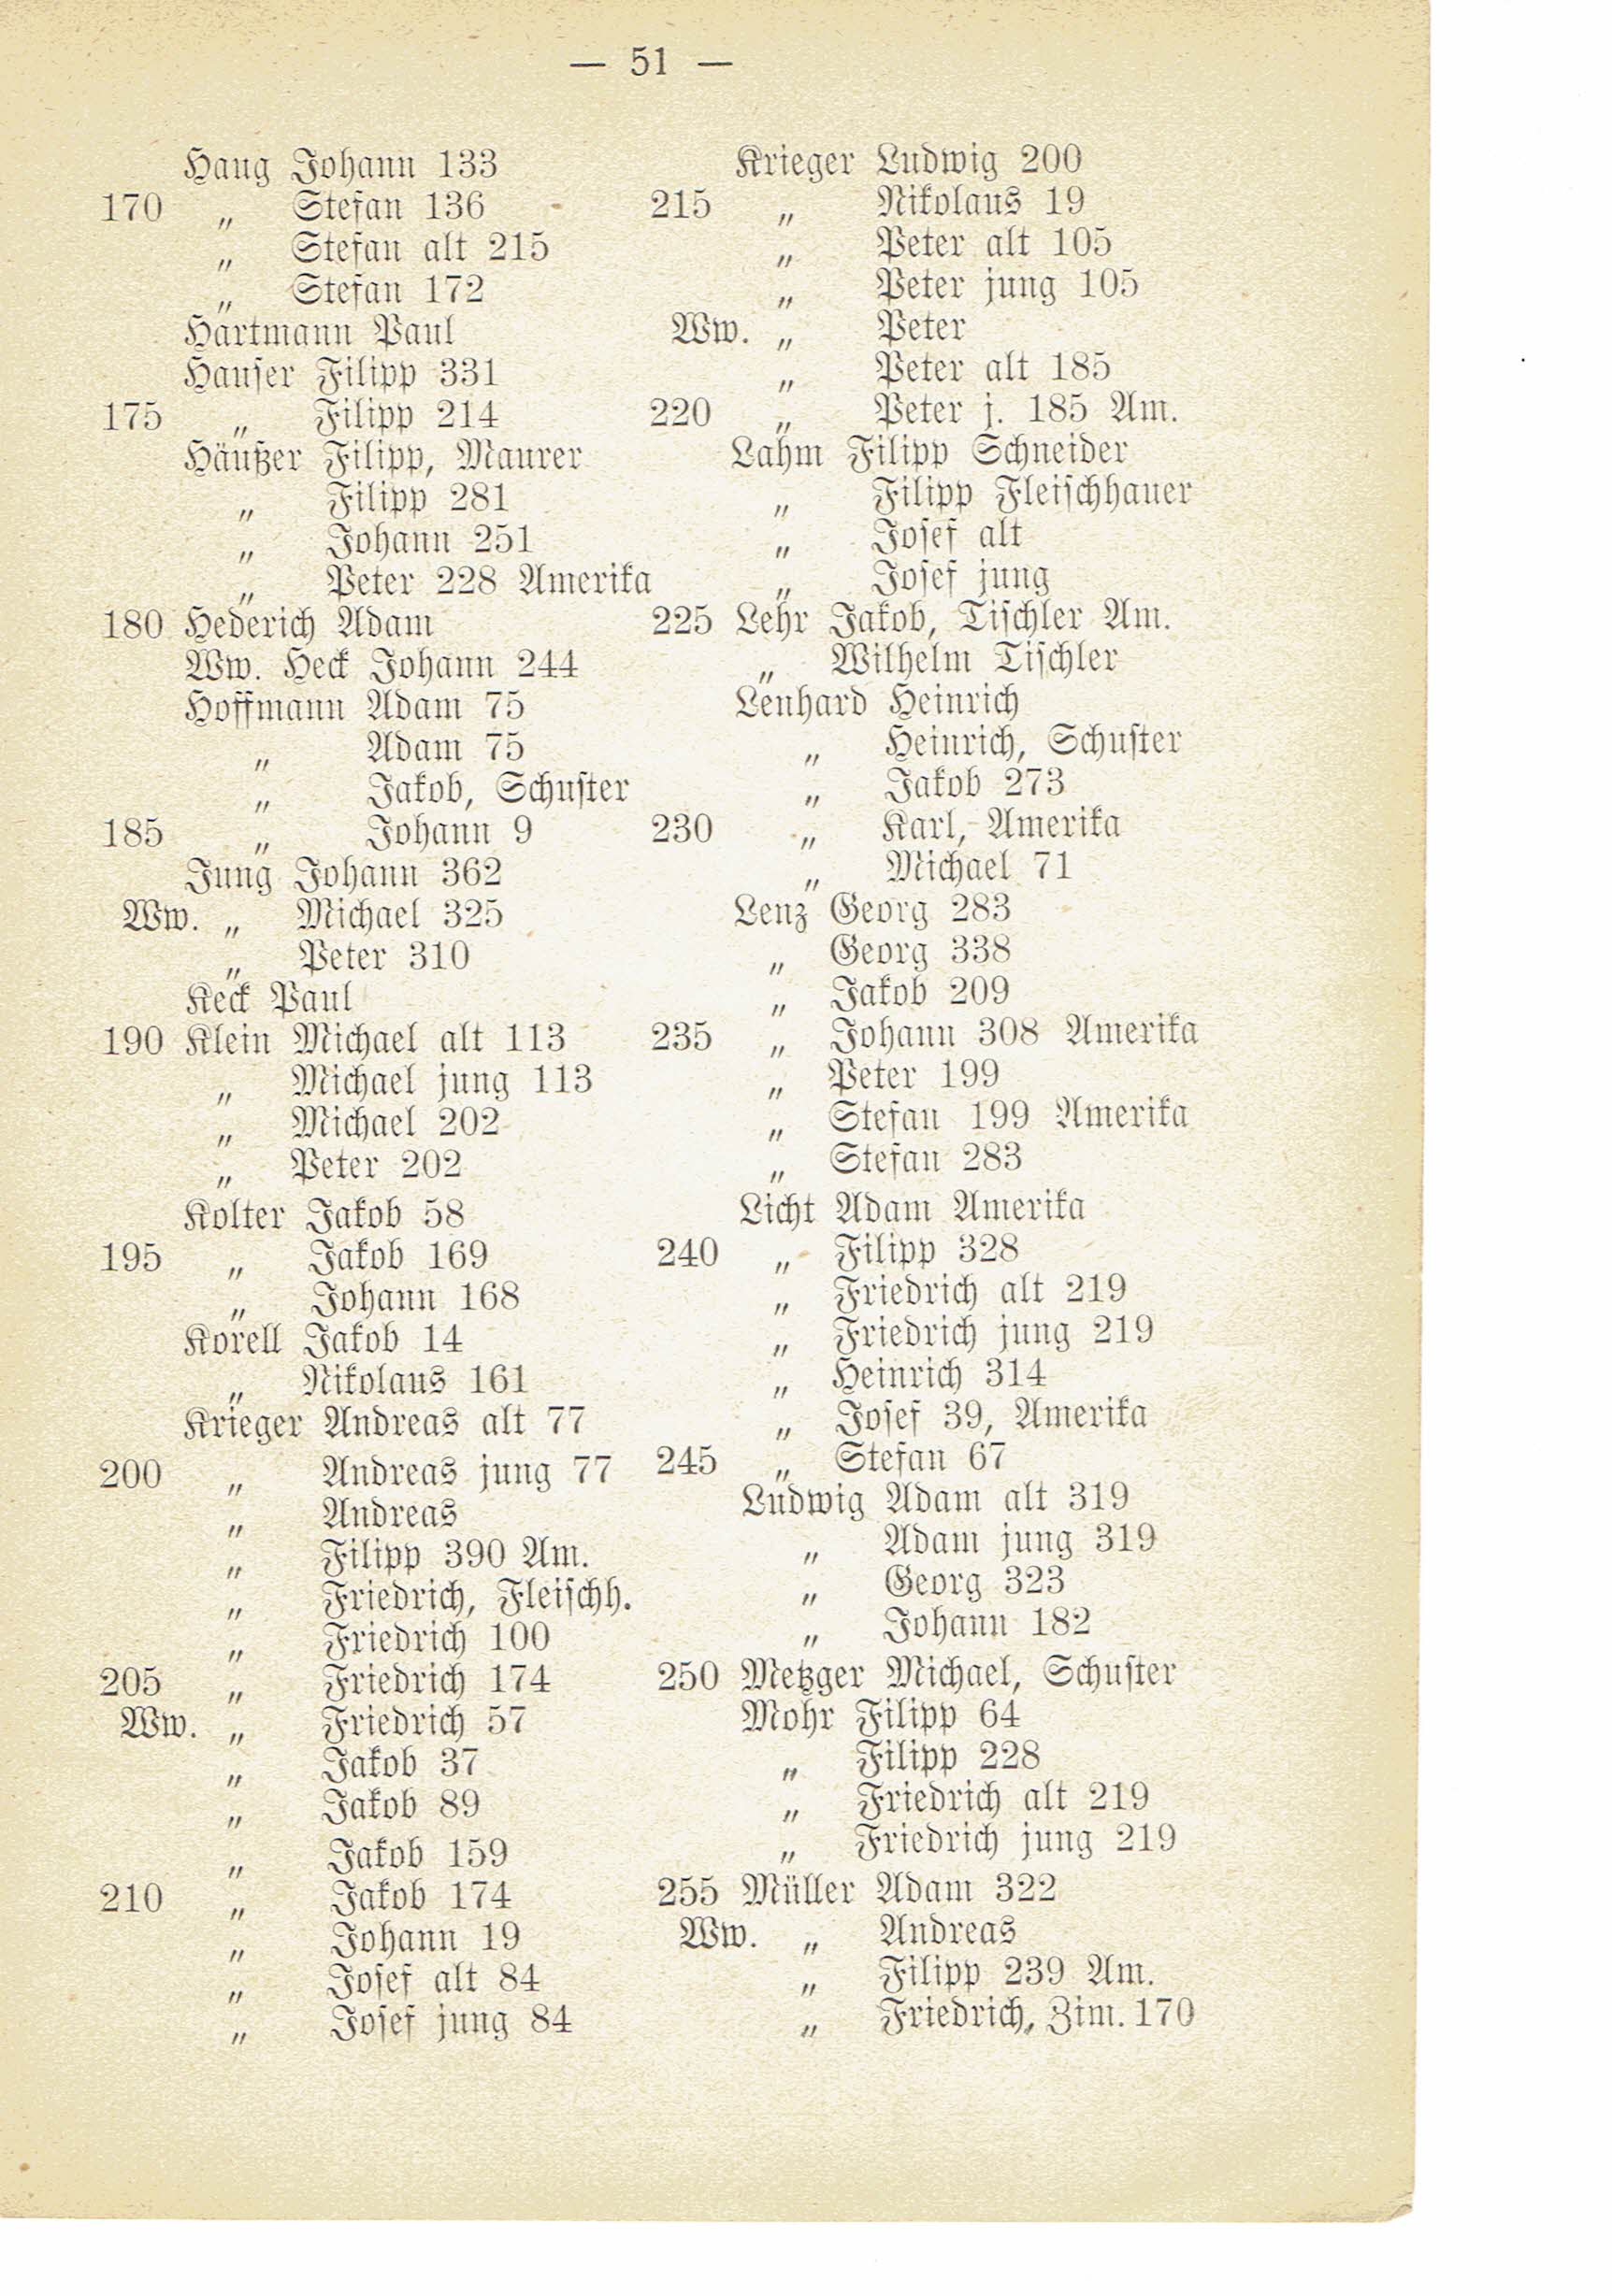 — 51 —
Haug Johann 133
170 „ Stefan 136
„ Stefan alt 215
„ Stefan 172
Hartmann Paul
Hauser Filipp 331
175 „ Filipp 214
Häußer Filipp, Maurer
„ Filipp 281
„ Johann 251
„ Peter 228 Amerika
180 Hederich Adam
Ww. Heck Johann 244
Hoffmann Adam 75
„ Adam 75
„ Jakob, Schuster
185 „ Johann 9
Jung Johann 362
Ww. „ Michael 325
„ Peter 310
Keck Paul
190 Klein Michael alt 113
„ Michael jung 113
„ Michael 202
„ Peter 202
Kolter Jakob 58
195 „ Jakob 169
„ Johann 168
Korell Jakob 14
„ Nikolaus 161
Krieger Andreas alt 77
200 „ Andreas jung 77
„ Andreas
„ Filipp 390 Am.
„ Friedrich, Fleischh.
„ Friedrich 100
205 „ Friedrich 174
Ww. „ Friedrich 57
„ Jakob 37
„ Jakob 89
„ Jakob 159
210 „ Jakob 174
„ Johann 19
„ Josef alt 84
„ Josef jung 84
Krieger Ludwig 200
215 „ Nikolaus 19
„ Peter alt 105
„ Peter jung 105
Ww. „ Peter
„ Peter alt 185
220 „ Peter j. 185 Am.
Lahm Filipp Schneider
„ Filipp Fleischhauer
„ Josef alt
„ Josef jung
225 Lehr Jakob, Tischler Am.
„ Wilhelm Tischler
Lenhard Heinrich
„ Heinrich, Schuster
„ Jakob 273
230 „ Karl, Amerika
„ Michael 71
Lenz Georg 283
„ Georg 338
„ Jakob 209
235 „ Johann 308 Amerika
„ Peter 199
„ Stefan 199 Amerika
„ Stefan 283
Licht Adam Amerika
240 „ Filipp 328
„ Friedrich alt 219
„ Friedrich jung 219
„ Heinrich 314
„ Josef 39, Amerika
245 „ Stefan 67
Ludwig Adam alt 319
„ Adam jung 319
„ Georg 323
„ Johann 182
250 Metzger Michael, Schuster
Mohr Filipp 64
„ Filipp 228
„ Friedrich alt 219
„ Friedrich jung 219
255 Müller Adam 322
Ww. „ Andreas
„ Filipp 239 Am.
„ Friedrich, Zim. 170